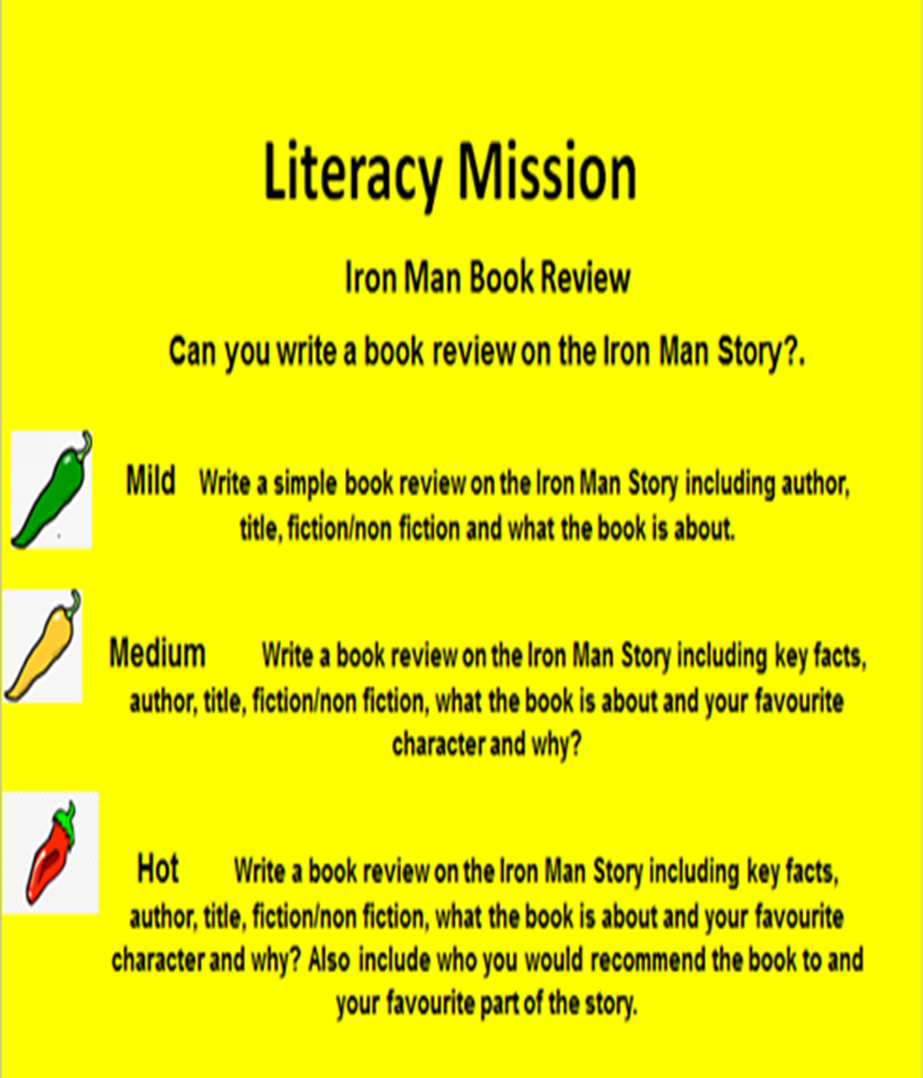 Literacy Mission
Iron Man Book Review
Can you write a book review on the Iron Man Story?.
Mild Write a simple book review on the Iron Man Story including author,
title, fiction/non fiction and what the book is about.
Medium Write a book review on the Iron Man Story including key facts,
author, title, fiction/non fiction, what the book is about and your favourite
character and why?
Hot Write a book review on the Iron Man Story including key facts,
author, title, fiction/non fiction, what the book is about and your favourite
character and why? Also include who you would recommend the book to and
your favourite part of the story.